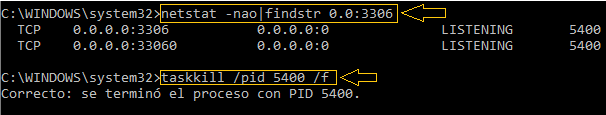 C:\WINDOWS\system32>netstat -nao|findstr 0.0:3306
TCP 0.0.0.0:3306 0.0.0.0:0 LISTENING 5400
TCP 0.0.0.0:33060 0.0.0.0:0 LISTENING 5400
C:\WINDOWS\system32>taskkill /pid 5400 /f
Correcto: se terminó el proceso con PID 5400.